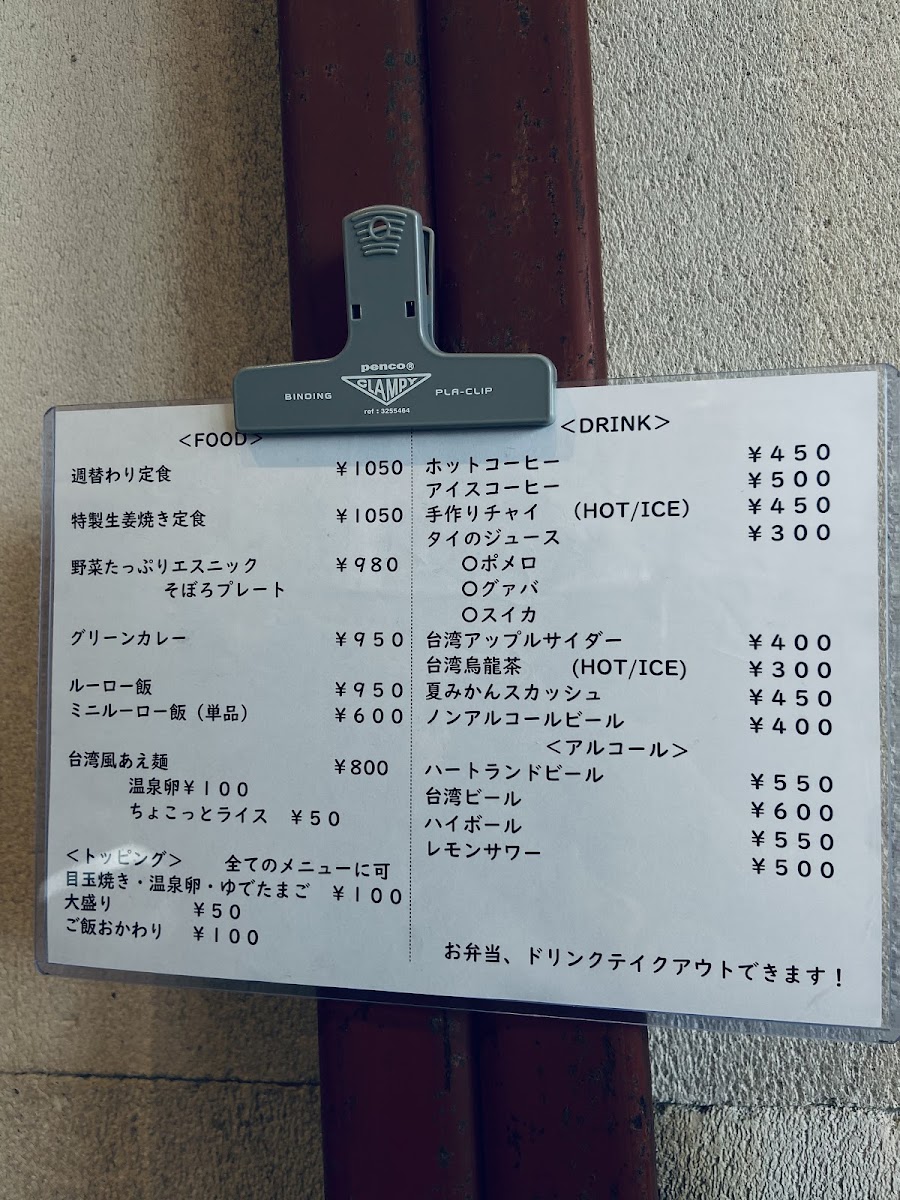 penco®
CLAMPY
BINDING PLA-CLIP
ref : 3255484
＜FOOD＞
週替わり定食 ￥1050
特製生姜焼き定食 ￥1050
野菜たっぷりエスニック ￥980
そぼろプレート
グリーンカレー ￥950
ルーロー飯 ￥950
ミニルーロー飯（単品） ￥600
台湾風あえ麺 ￥800
温泉卵￥100
ちょこっとライス ￥50
＜トッピング＞ 全てのメニューに可
目玉焼き・温泉卵・ゆでたまご ￥100
大盛り ￥50
ご飯おかわり ￥100
＜DRINK＞
ホットコーヒー ￥450
アイスコーヒー ￥500
手作りチャイ （HOT/ICE） ￥450
タイのジュース ￥300
○ポメロ
○グァバ
○スイカ
台湾アップルサイダー ￥400
台湾烏龍茶 (HOT/ICE) ￥300
夏みかんスカッシュ ￥450
ノンアルコールビール ￥400
＜アルコール＞
ハートランドビール ￥550
台湾ビール ￥600
ハイボール ￥550
レモンサワー ￥500
お弁当、ドリンクテイクアウトできます！